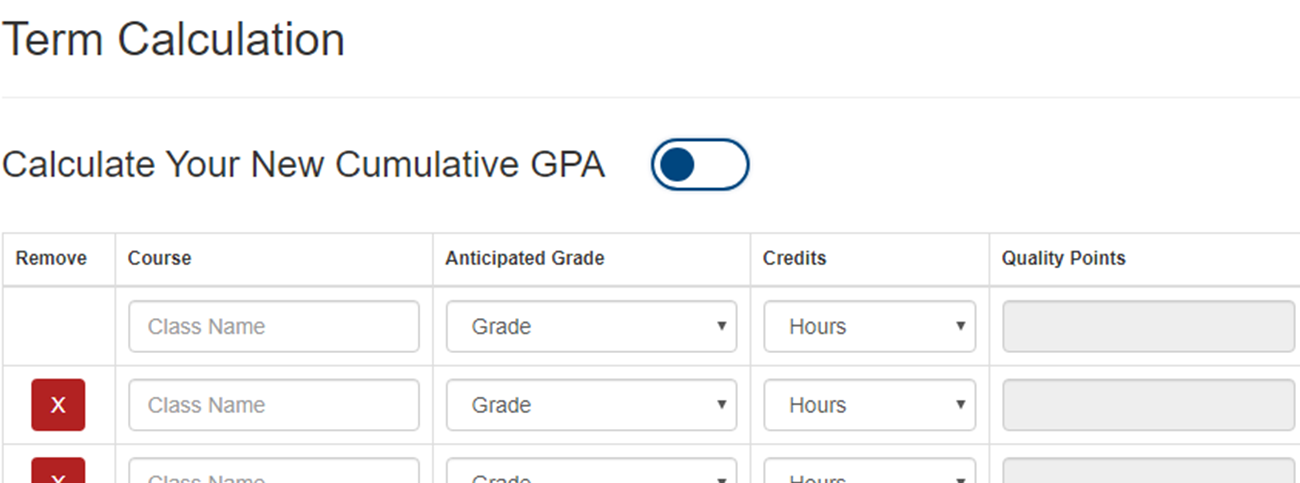 Term Calculation
Calculate Your New Cumulative GPA
Remove Course Anticipated Grade Credits Quality Points
Class Name Grade Hours
X Class Name Grade Hours
X Class Name Grade Hours